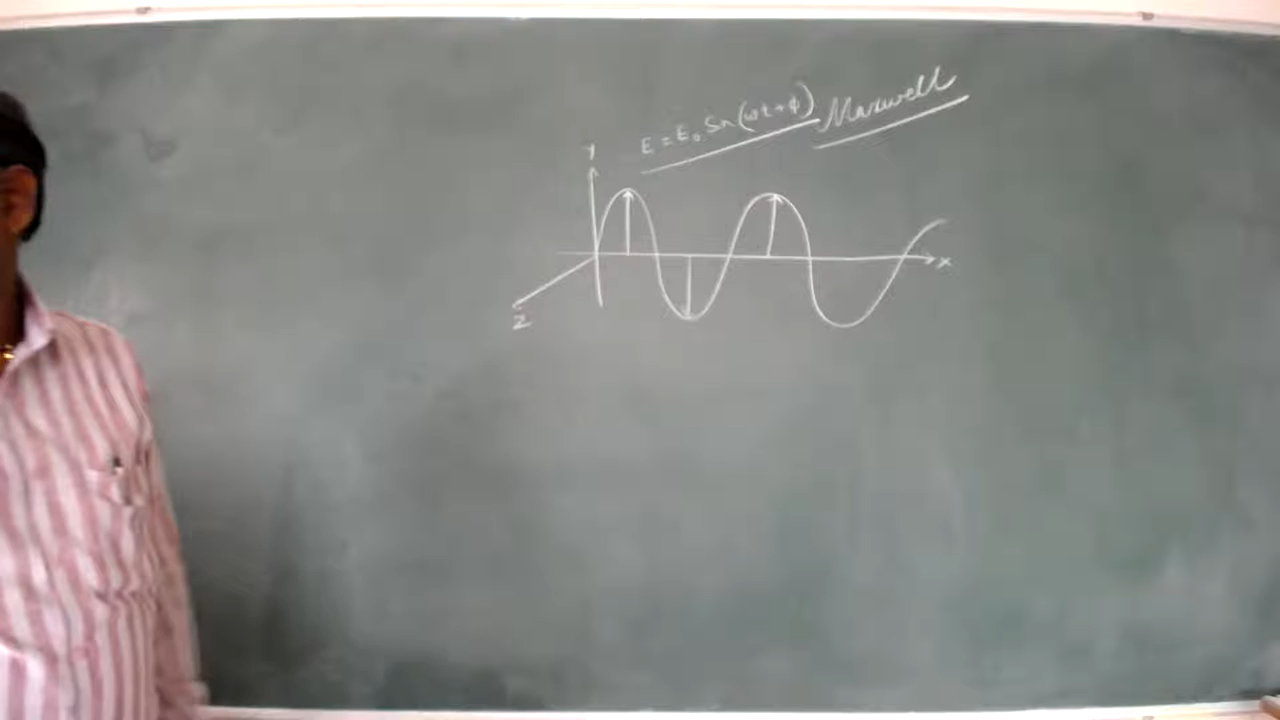 E = E₀ Sin(ωt+φ) Maxwell
Y
X
Z